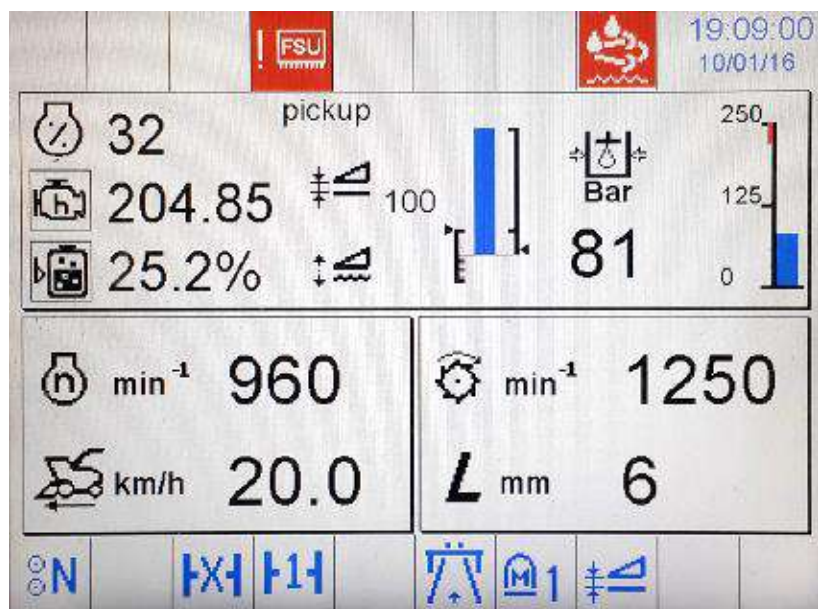 ! FSU
19:09:00
10/01/16
32
pickup
h 204.85
25.2%
100
Bar
81
250
125
0
n min⁻¹ 960
km/h 20.0
min⁻¹ 1250
L mm 6
N
X
1
M 1